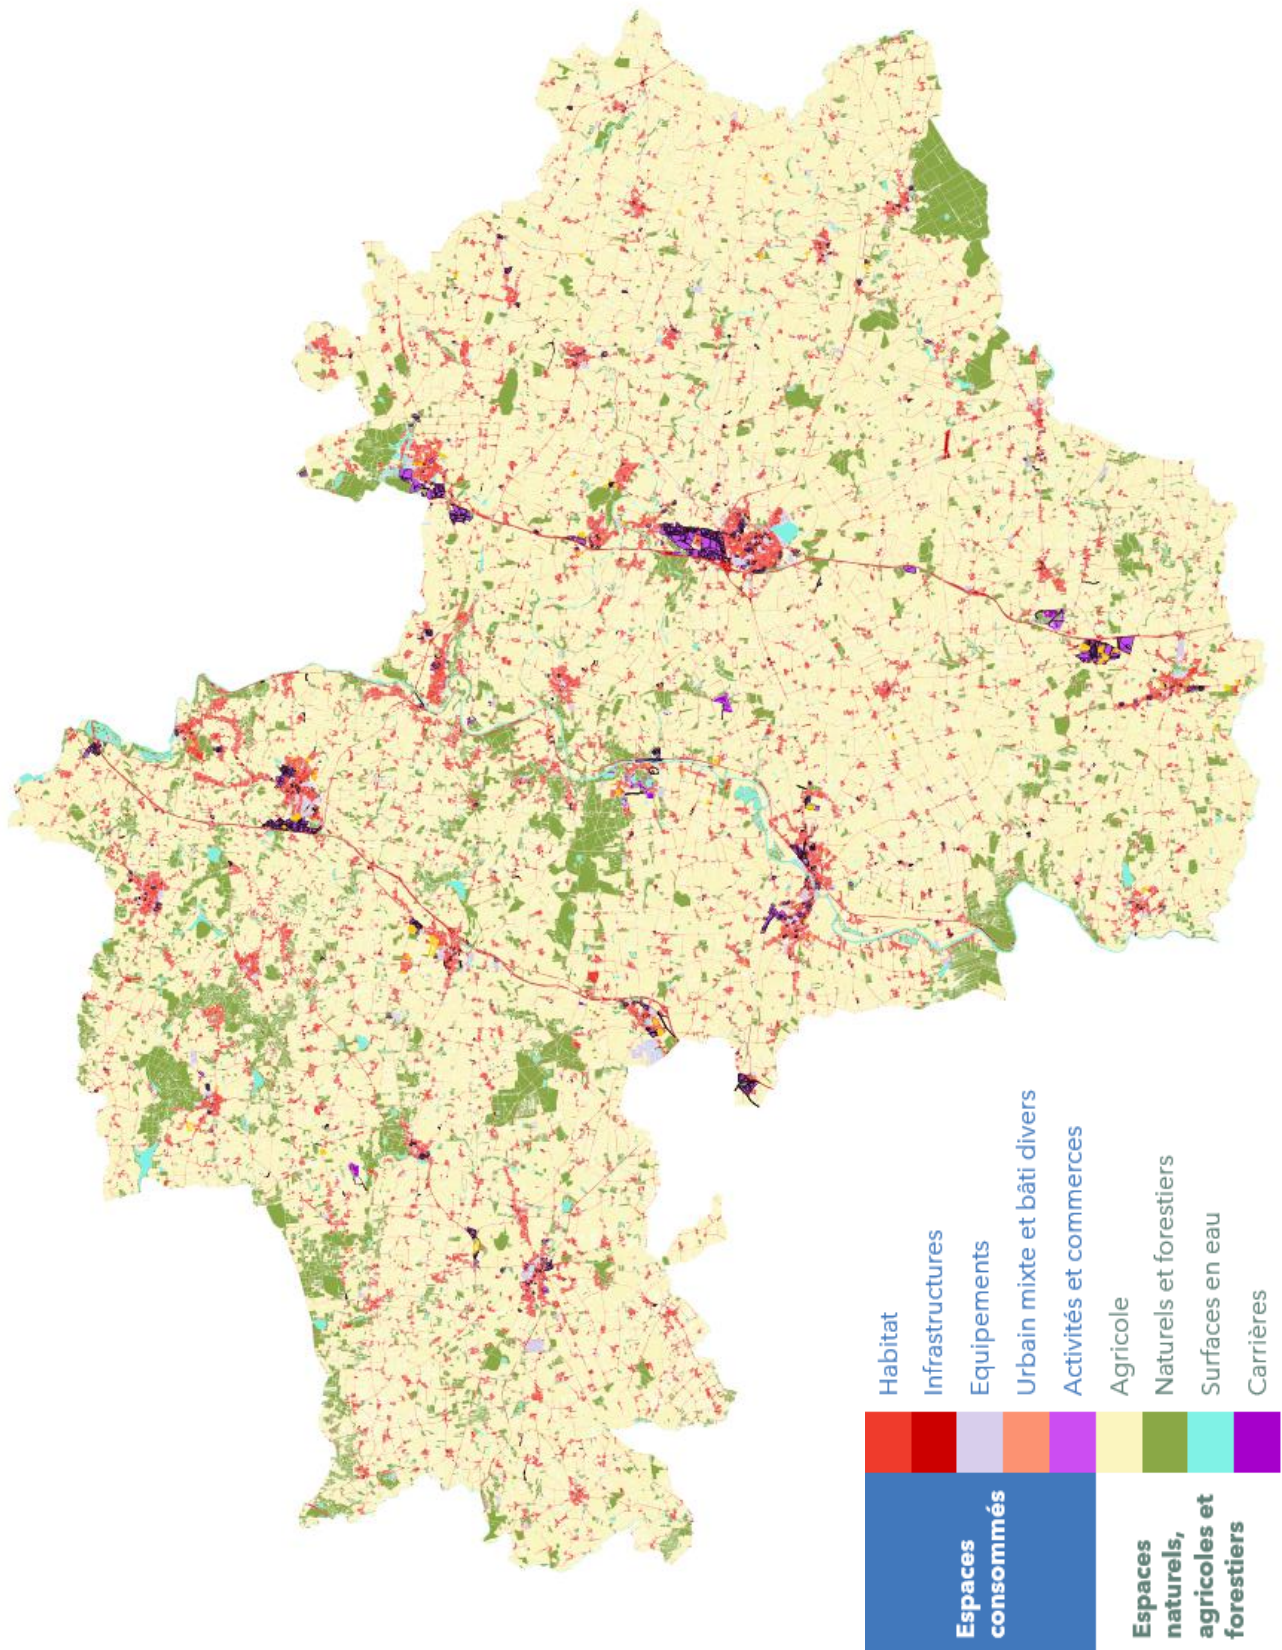 Espaces
consommés
Habitat
Infrastructures
Equipements
Urbain mixte et bâti divers
Activités et commerces
Espaces
naturels,
agricoles et
forestiers
Agricole
Naturels et forestiers
Surfaces en eau
Carrières